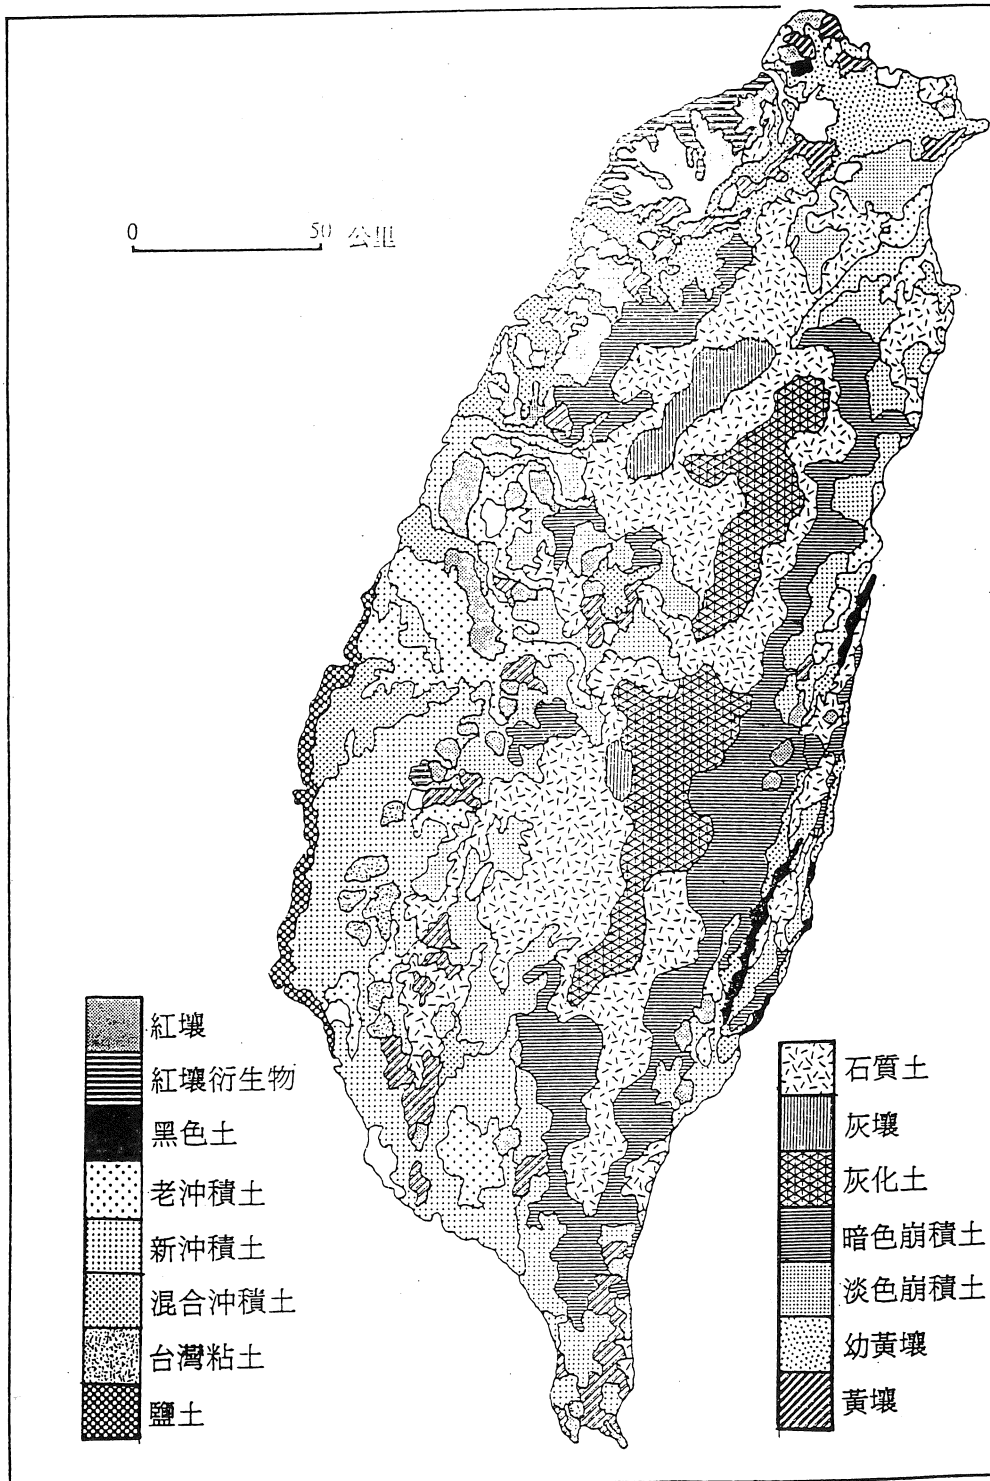 0 50 公里
紅壤
紅壤衍生物
黑色土
老沖積土
新沖積土
混合沖積土
台灣粘土
鹽土
石質土
灰壤
灰化土
暗色崩積土
淡色崩積土
幼黃壤
黃壤